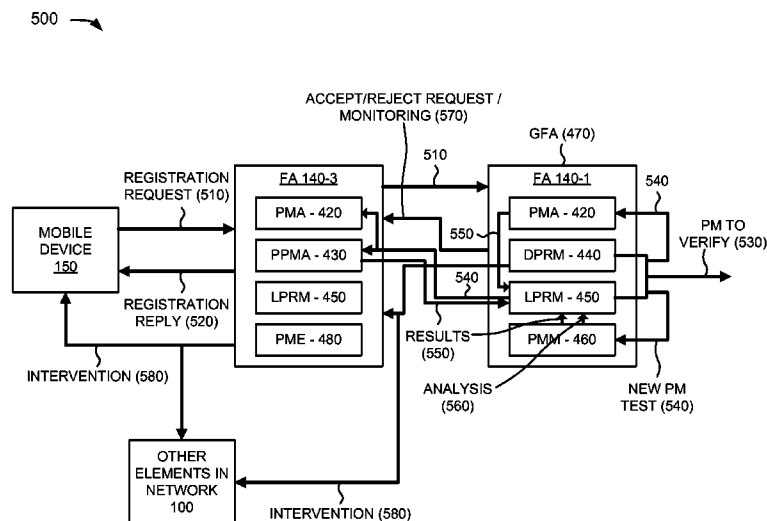 500
ACCEPT/REJECT REQUEST /
MONITORING (570)
GFA (470)
REGISTRATION
REQUEST (510)
510
FA 140-3
FA 140-1
540
MOBILE
DEVICE
150
PMA - 420
PPMA - 430
LPRM - 450
PME - 480
550
540
PMA - 420
DPRM - 440
LPRM - 450
PMM - 460
PM TO
VERIFY (530)
REGISTRATION
REPLY (520)
RESULTS
(550)
INTERVENTION (580)
ANALYSIS
(560)
NEW PM
TEST (540)
OTHER
ELEMENTS IN
NETWORK
100
INTERVENTION (580)